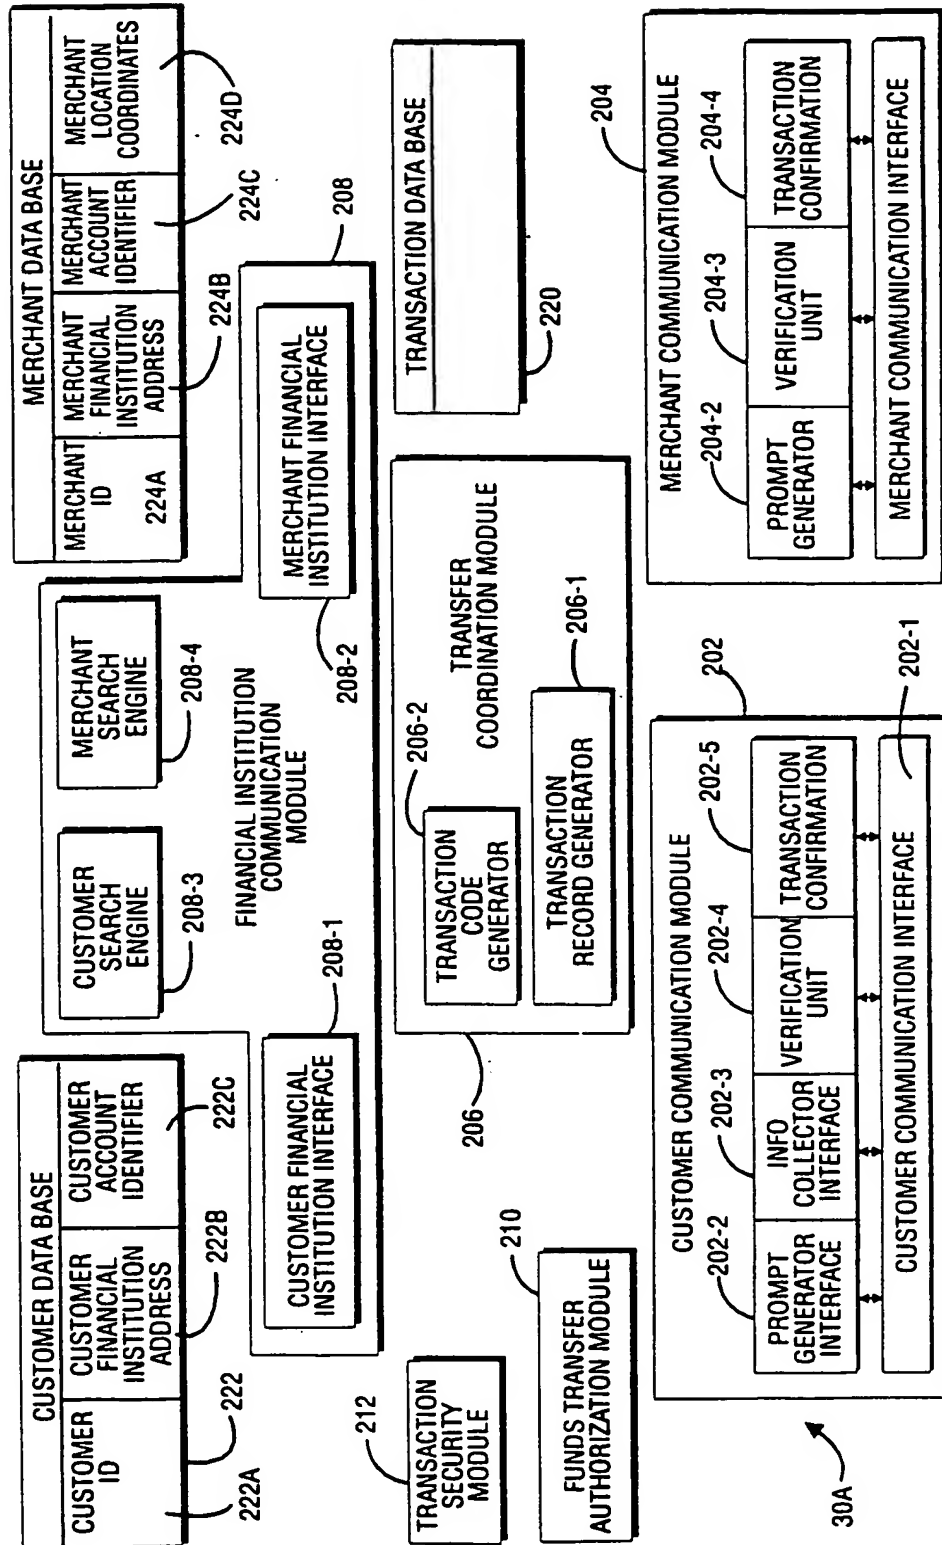 CUSTOMER DATA BASE
CUSTOMER
ID
222A
CUSTOMER
FINANCIAL
INSTITUTION
ADDRESS
222B
CUSTOMER
ACCOUNT
IDENTIFIER
222C
222
CUSTOMER
SEARCH
ENGINE
208-3
MERCHANT
SEARCH
ENGINE
208-4
FINANCIAL INSTITUTION
COMMUNICATION
MODULE
208-1
CUSTOMER FINANCIAL
INSTITUTION INTERFACE
208-2
MERCHANT FINANCIAL
INSTITUTION INTERFACE
208
MERCHANT DATA BASE
MERCHANT
ID
224A
MERCHANT
FINANCIAL
INSTITUTION
ADDRESS
224B
MERCHANT
ACCOUNT
IDENTIFIER
224C
MERCHANT
LOCATION
COORDINATES
224D
212
TRANSACTION
SECURITY
MODULE
210
FUNDS TRANSFER
AUTHORIZATION MODULE
206
206-2
TRANSACTION
CODE
GENERATOR
TRANSFER
COORDINATION MODULE
206-1
TRANSACTION
RECORD GENERATOR
TRANSACTION DATA BASE
220
30A
CUSTOMER COMMUNICATION MODULE
202
202-2
202-3
202-4
202-5
PROMPT
GENERATOR
INTERFACE
INFO
COLLECTOR
INTERFACE
VERIFICATION
UNIT
TRANSACTION
CONFIRMATION
CUSTOMER COMMUNICATION INTERFACE
202-1
MERCHANT COMMUNICATION MODULE
204
204-2
204-3
204-4
PROMPT
GENERATOR
VERIFICATION
UNIT
TRANSACTION
CONFIRMATION
MERCHANT COMMUNICATION INTERFACE